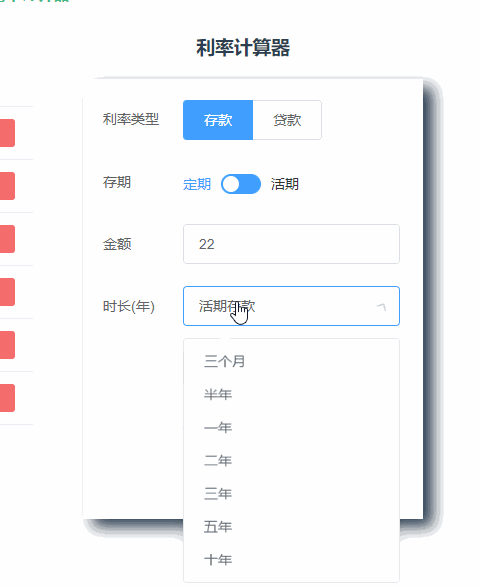 利率计算器
利率类型 存款 贷款
存期 定期 活期
金额 22
时长(年) 活期存款
三个月
半年
一年
二年
三年
五年
十年